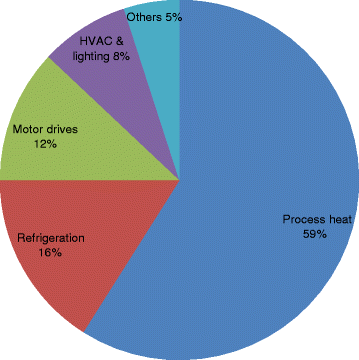 Others 5%
HVAC &
lighting 8%
Motor drives
12%
Process heat
59%
Refrigeration
16%